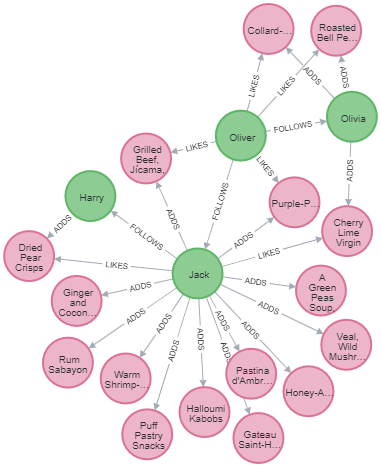 Collard-...
Roasted
Bell Pe...
ADDS
ADDS
LIKES
LIKES
Oliver
FOLLOWS
Olivia
Grilled
Beef,
Jícama,
LIKES
LIKES
ADDS
FOLLOWS
ADDS
Harry
Purple-P...
ADDS
FOLLOWS
ADDS
Cherry
Lime
Virgin
LIKES
Dried
Pear
Crisps
LIKES
Jack
ADDS
A
Green
Peas
Soup,
Ginger
and
Cocon...
ADDS
ADDS
Veal,
Wild
Mushr...
ADDS
ADDS
ADDS
ADDS
ADDS
ADD...
ADDS
Rum
Sabayon
Warm
Shrimp-...
Pastina
d'Ambr...
Honey-A...
Halloumi
Kabobs
Puff
Pastry
Snacks
Gateau
Saint-H...